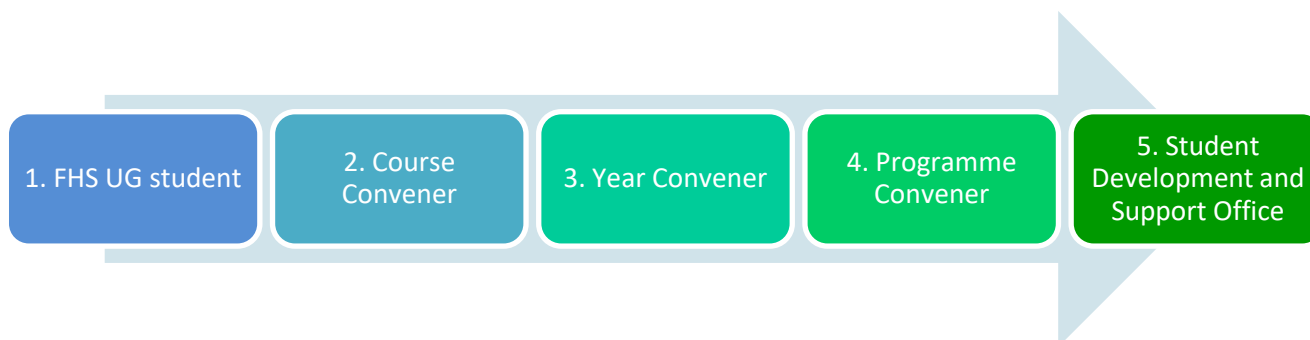 1. FHS UG student
2. Course
Convener
3. Year Convener
4. Programme
Convener
5. Student
Development and
Support Office